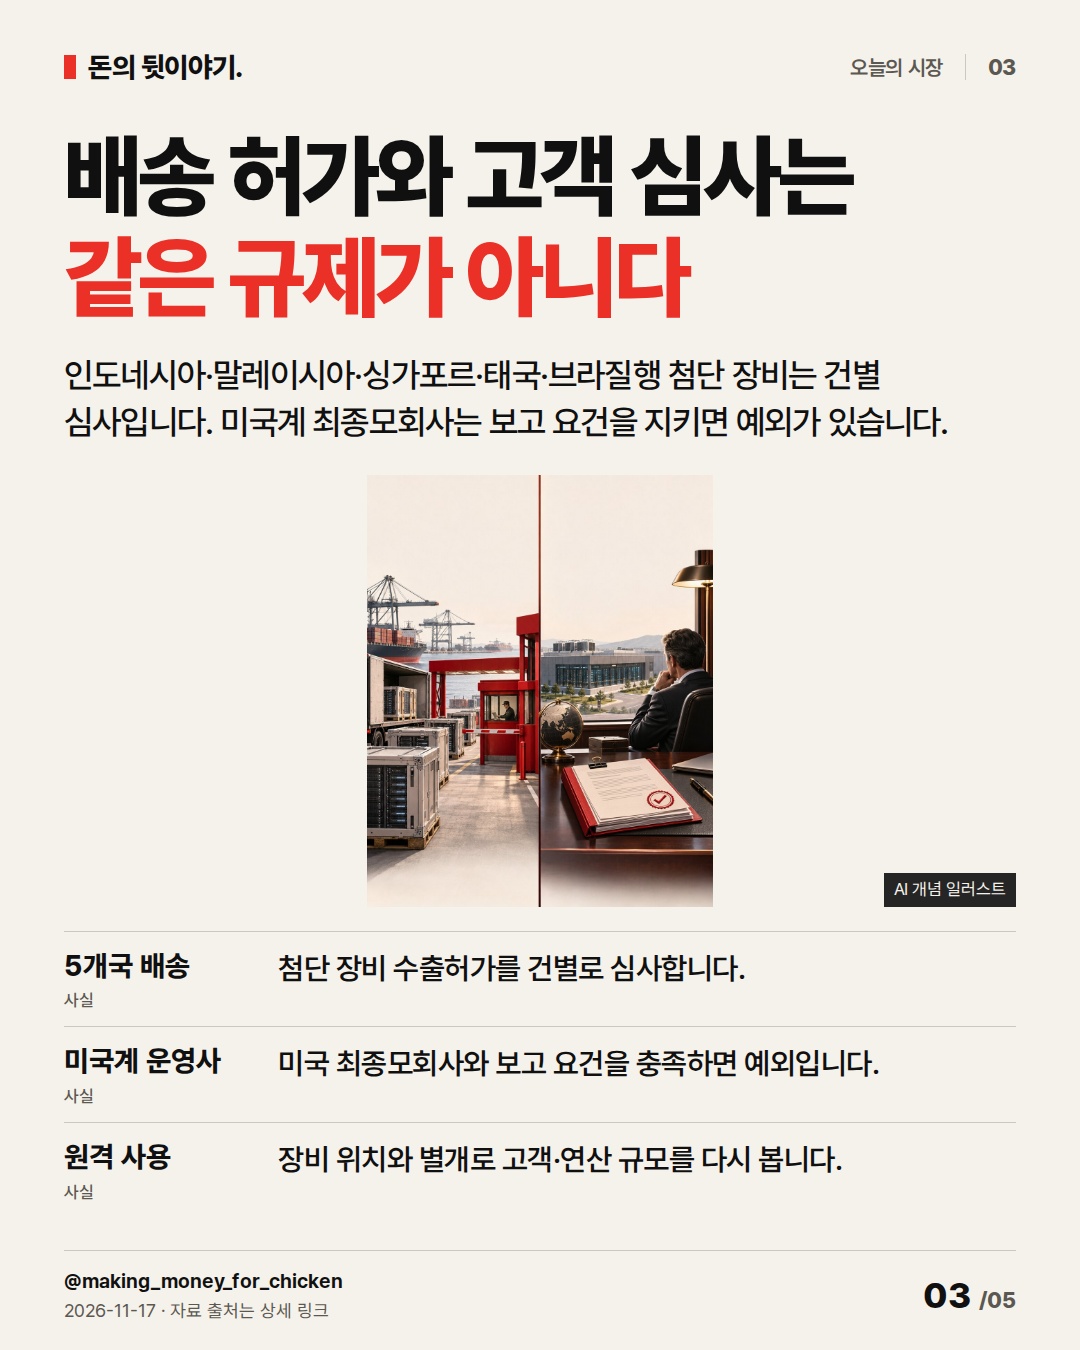 돈의 뒷이야기.
오늘의 시장 03
배송 허가와 고객 심사는
같은 규제가 아니다
인도네시아·말레이시아·싱가포르·태국·브라질행 첨단 장비는 건별
심사입니다. 미국계 최종모회사는 보고 요건을 지키면 예외가 있습니다.
AI 개념 일러스트
5개국 배송 첨단 장비 수출허가를 건별로 심사합니다.
사실
미국계 운영사 미국 최종모회사와 보고 요건을 충족하면 예외입니다.
사실
원격 사용 장비 위치와 별개로 고객·연산 규모를 다시 봅니다.
사실
@making_money_for_chicken
2026-11-17 · 자료 출처는 상세 링크
03 /05